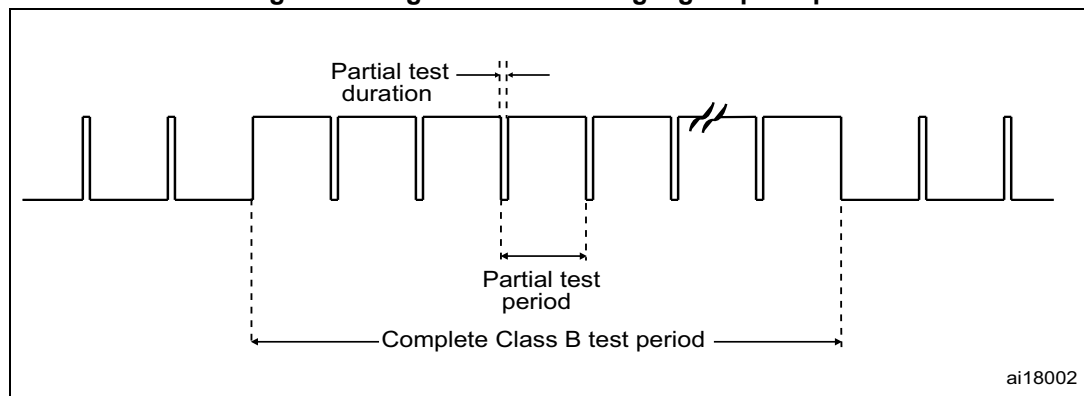 Partial test
duration
Partial test
period
Complete Class B test period
ai18002